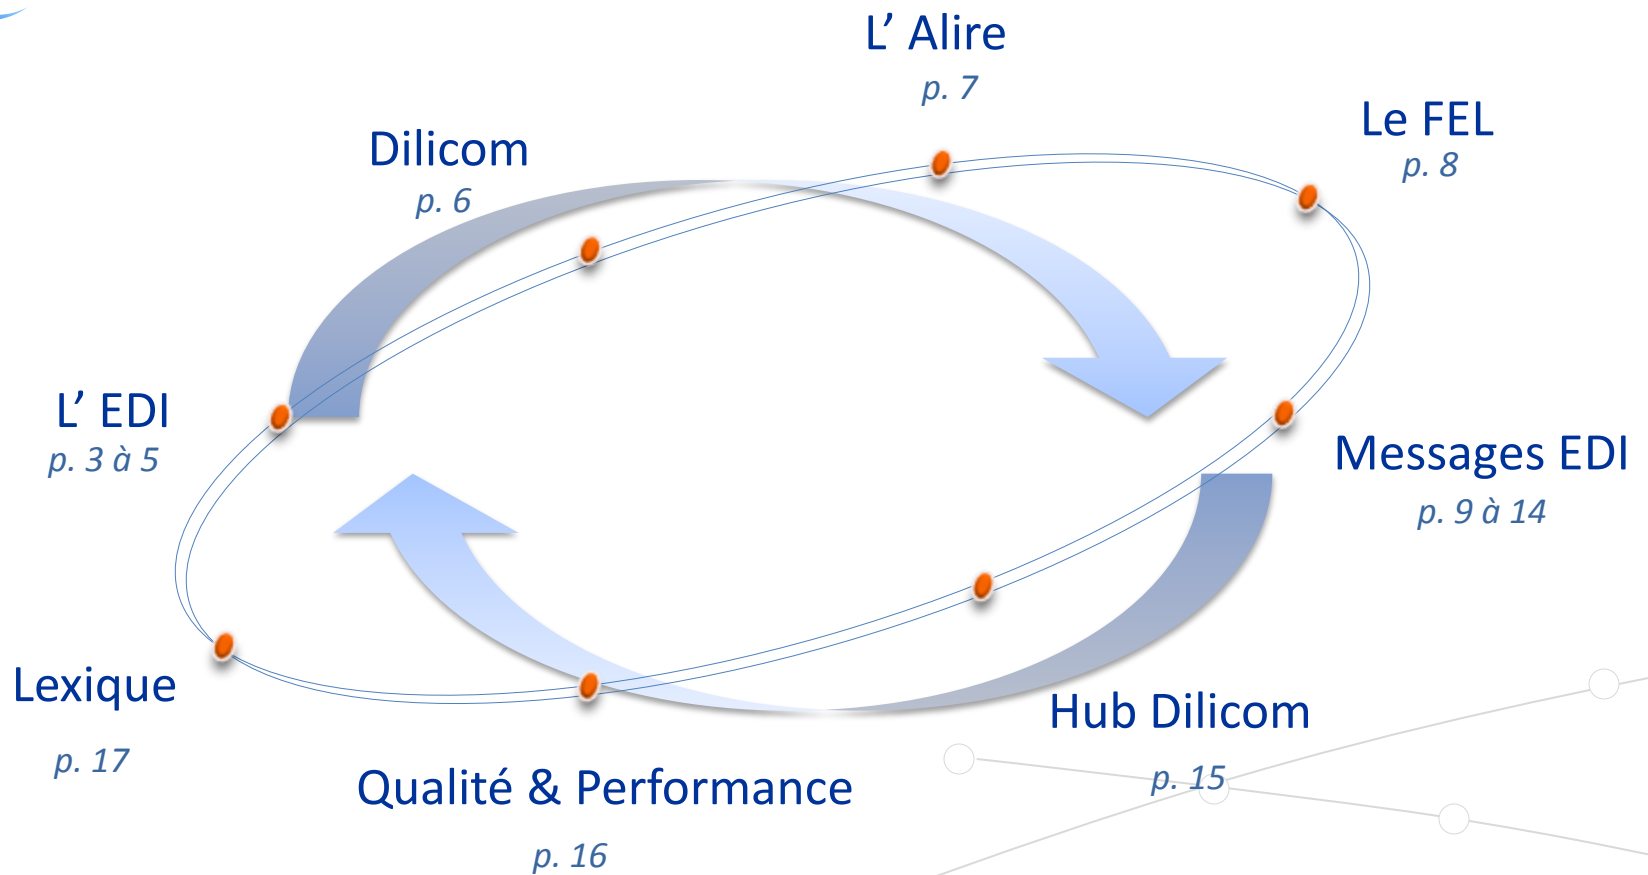 L’ Alire
p. 7
Le FEL
p. 8
Dilicom
p. 6
L’ EDI
p. 3 à 5
Messages EDI
p. 9 à 14
Lexique
p. 17
Hub Dilicom
p. 15
Qualité & Performance
p. 16